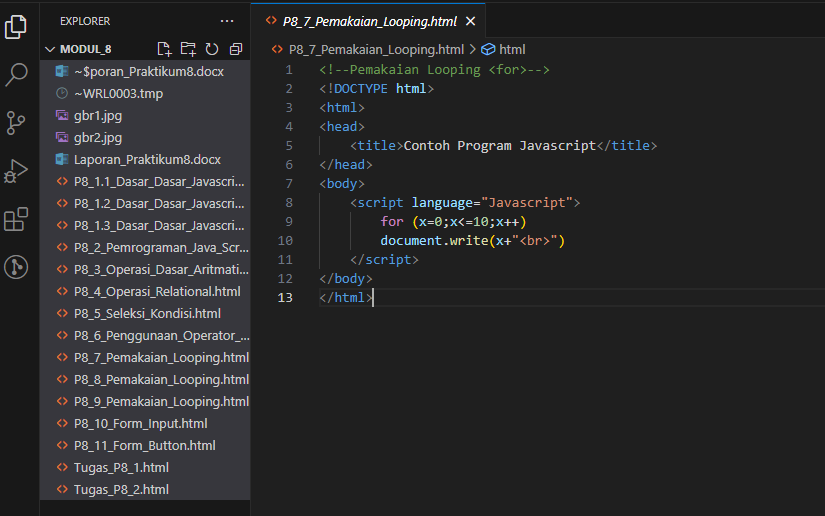 EXPLORER ···
MODUL_8
~$poran_Praktikum8.docx
~WRL0003.tmp
gbr1.jpg
gbr2.jpg
Laporan_Praktikum8.docx
P8_1.1_Dasar_Dasar_Javascri...
P8_1.2_Dasar_Dasar_Javascri...
P8_1.3_Dasar_Dasar_Javascri...
P8_2_Pemrograman_Java_Scr...
P8_3_Operasi_Dasar_Aritmati...
P8_4_Operasi_Relational.html
P8_5_Seleksi_Kondisi.html
P8_6_Penggunaan_Operator_...
P8_7_Pemakaian_Looping.html
P8_8_Pemakaian_Looping.html
P8_9_Pemakaian_Looping.html
P8_10_Form_Input.html
P8_11_Form_Button.html
Tugas_P8_1.html
Tugas_P8_2.html
P8_7_Pemakaian_Looping.html
P8_7_Pemakaian_Looping.html > html
1 <!--Pemakaian Looping <for>-->
2 <!DOCTYPE html>
3 <html>
4 <head>
5 <title>Contoh Program Javascript</title>
6 </head>
7 <body>
8 <script language="Javascript">
9 for (x=0;x<=10;x++)
10 document.write(x+"<br>")
11 </script>
12 </body>
13 </html>